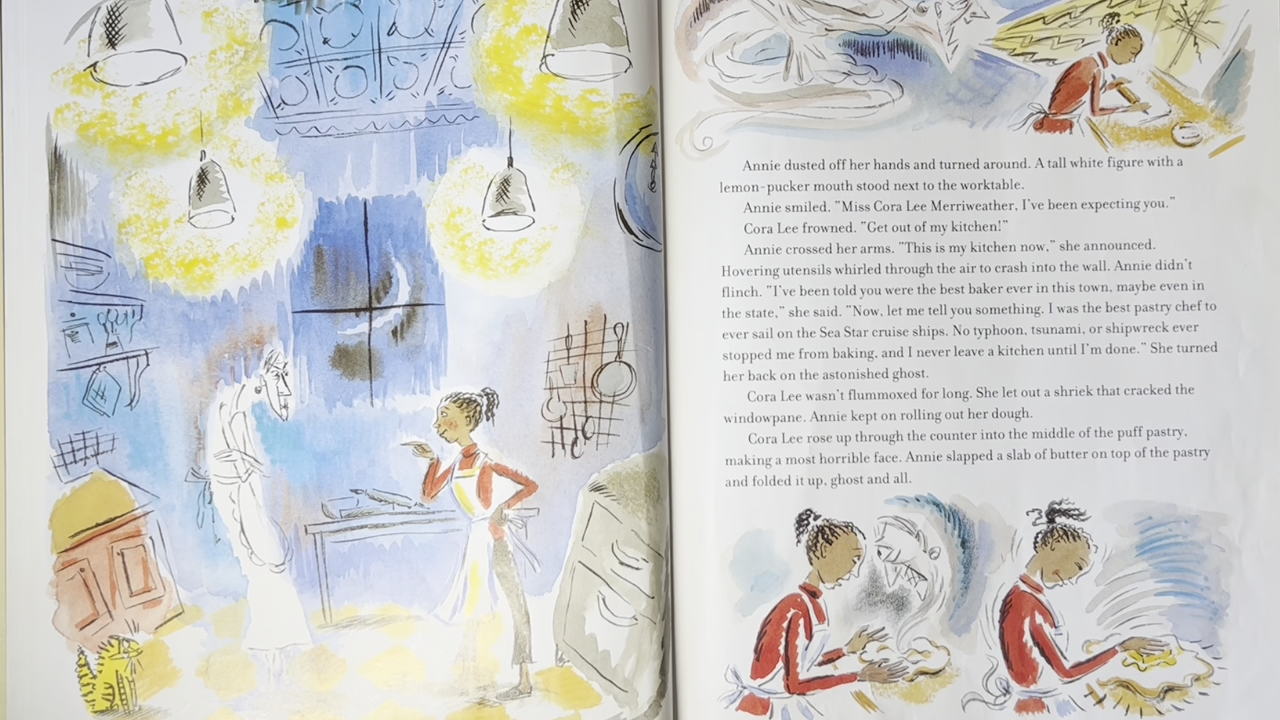 Annie dusted off her hands and turned around. A tall white figure with a
lemon-pucker mouth stood next to the worktable.
Annie smiled. "Miss Cora Lee Merriweather, I've been expecting you."
Cora Lee frowned. "Get out of my kitchen!"
Annie crossed her arms. "This is my kitchen now," she announced.
Hovering utensils whirled through the air to crash into the wall. Annie didn't
flinch. "I've been told you were the best baker ever in this town, maybe even in
the state," she said. "Now, let me tell you something. I was the best pastry chef to
ever sail on the Sea Star cruise ships. No typhoon, tsunami, or shipwreck ever
stopped me from baking, and I never leave a kitchen until I'm done." She turned
her back on the astonished ghost.
Cora Lee wasn't flummoxed for long. She let out a shriek that cracked the
windowpane. Annie kept on rolling out her dough.
Cora Lee rose up through the counter into the middle of the puff pastry,
making a most horrible face. Annie slapped a slab of butter on top of the pastry
and folded it up, ghost and all.